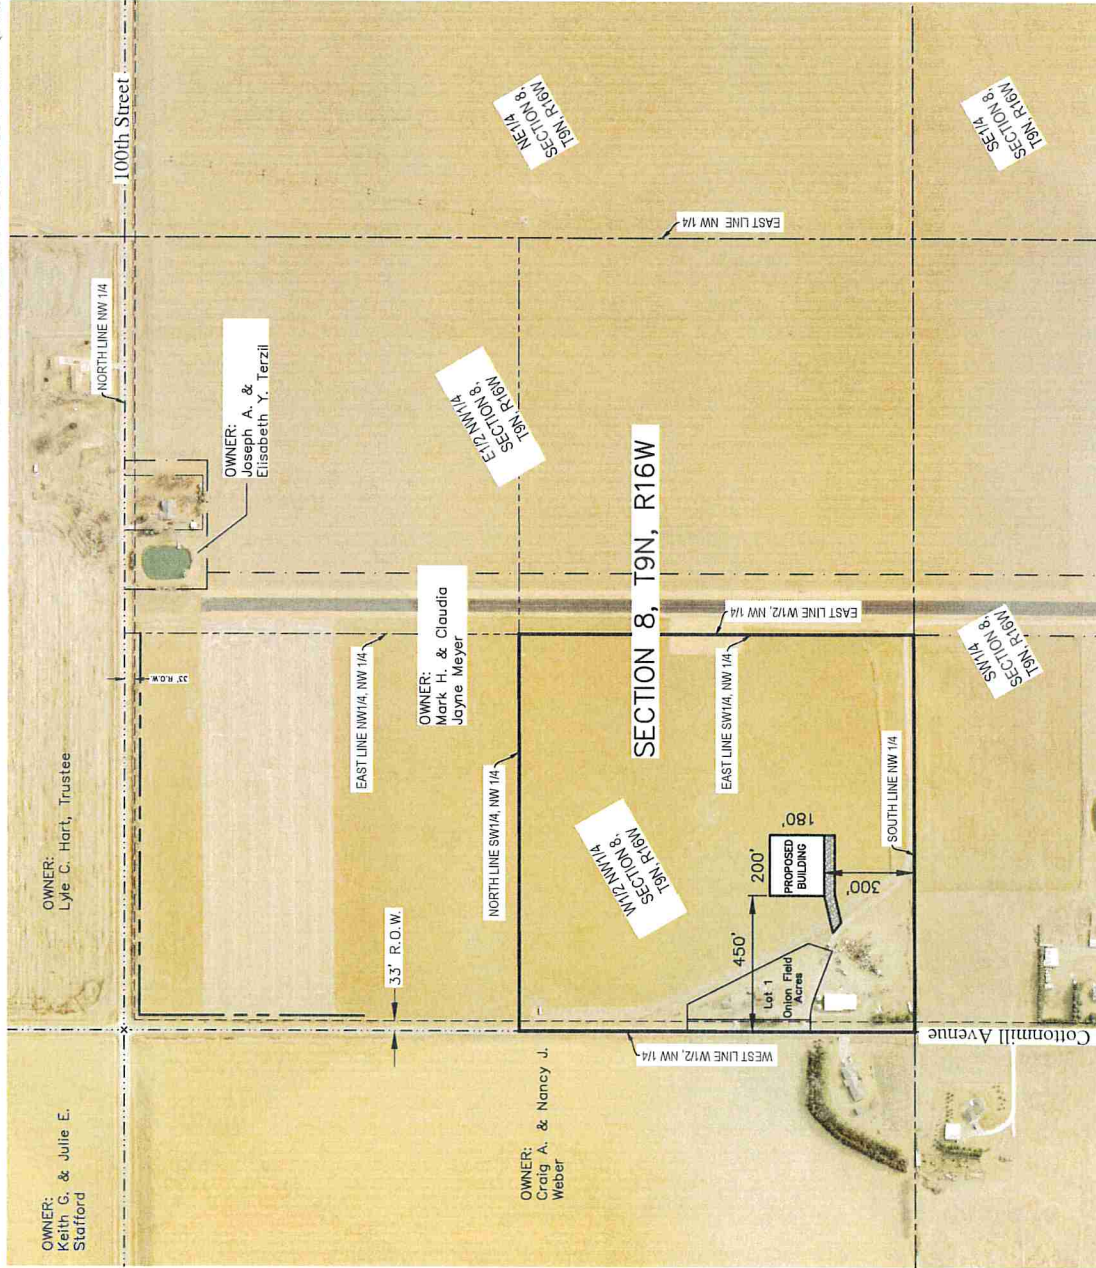 OWNER:
Keith G. & Julie E.
Stafford
OWNER:
Lyle C. Hart, Trustee
NORTH LINE NW 1/4
100th Street
33' R.O.W.
OWNER:
Joseph A. &
Elisabeth Y. Terzil
33' R.O.W.
EAST LINE NW1/4, NW 1/4
OWNER:
Mark H. & Claudia
Jayne Meyer
E1/2 NW1/4
SECTION 8,
T9N, R16W
NE1/4
SECTION 8,
T9N, R16W
OWNER:
Craig A. & Nancy J.
Weber
NORTH LINE SW1/4, NW 1/4
W1/2 NW1/4
SECTION 8,
T9N, R16W
SECTION 8, T9N, R16W
EAST LINE NW 1/4
WEST LINE W1/2, NW 1/4
EAST LINE SW1/4, NW 1/4
EAST LINE W1/2, NW 1/4
450'
200'
Lot 1
Onion Field
Acres
PROPOSED
BUILDING
180'
300'
SOUTH LINE NW 1/4
Cottonmill Avenue
SW1/4
SECTION 8,
T9N, R16W
SE1/4
SECTION 8,
T9N, R16W